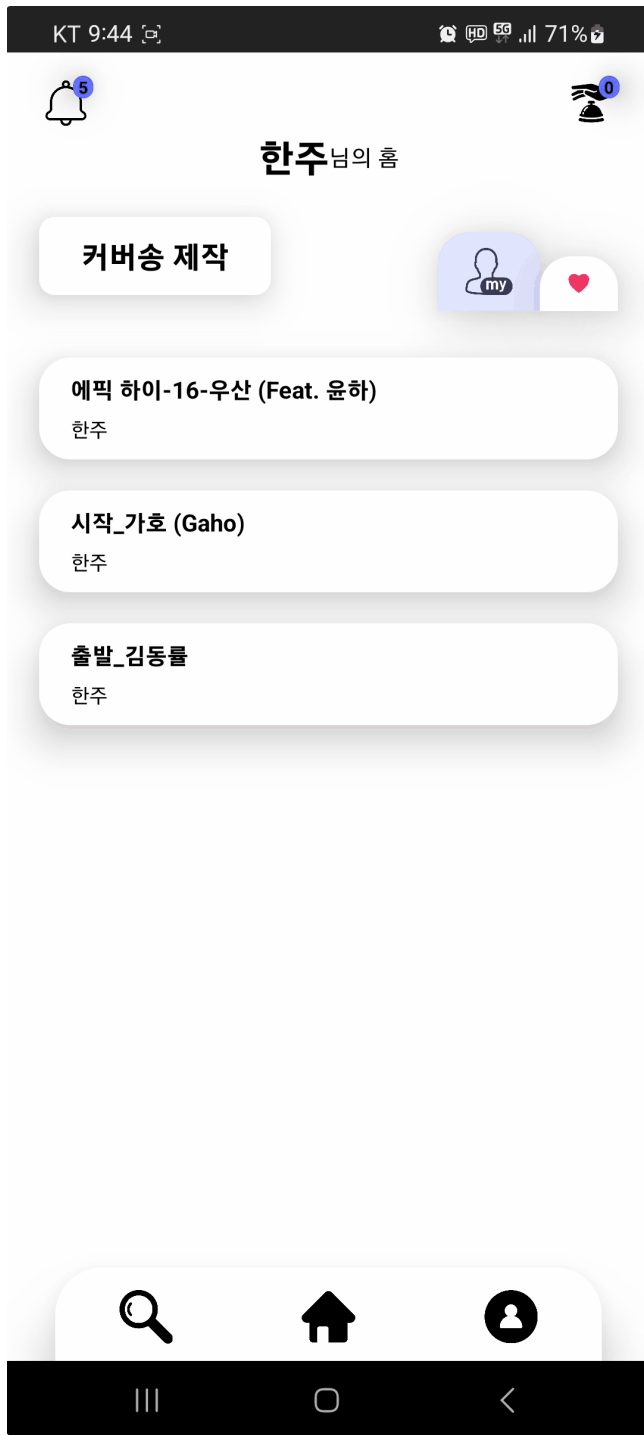 KT 9:44 HD 5G 71%
5
0
한주님의 홈
커버송 제작
my
에픽 하이-16-우산 (Feat. 윤하)
한주
시작_가호 (Gaho)
한주
출발_김동률
한주